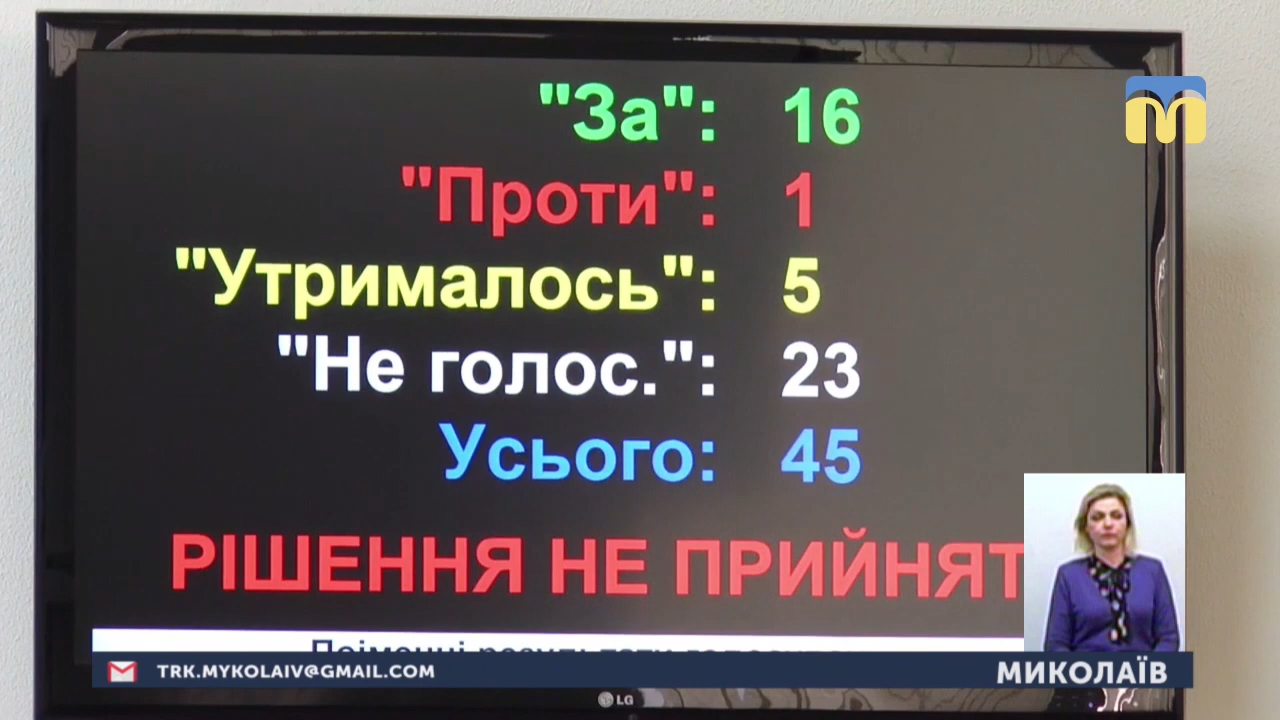 "За": 16
"Проти": 1
"Утрималось": 5
"Не голос.": 23
Усього: 45
РІШЕННЯ НЕ ПРИЙНЯТ
TRK.MYKOLAIV@GMAIL.COM
МИКОЛАЇВ
LG